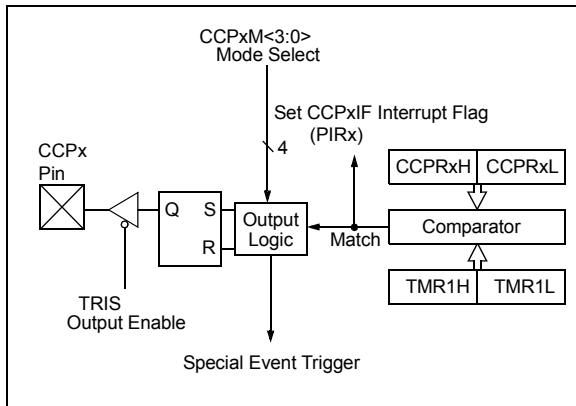 CCPxM<3:0>
Mode Select
Set CCPxIF Interrupt Flag
(PIRx)
4
CCPx
Pin
CCPRxH CCPRxL
Q S
R
Output
Logic
Match
Comparator
TRIS
Output Enable
TMR1H TMR1L
Special Event Trigger